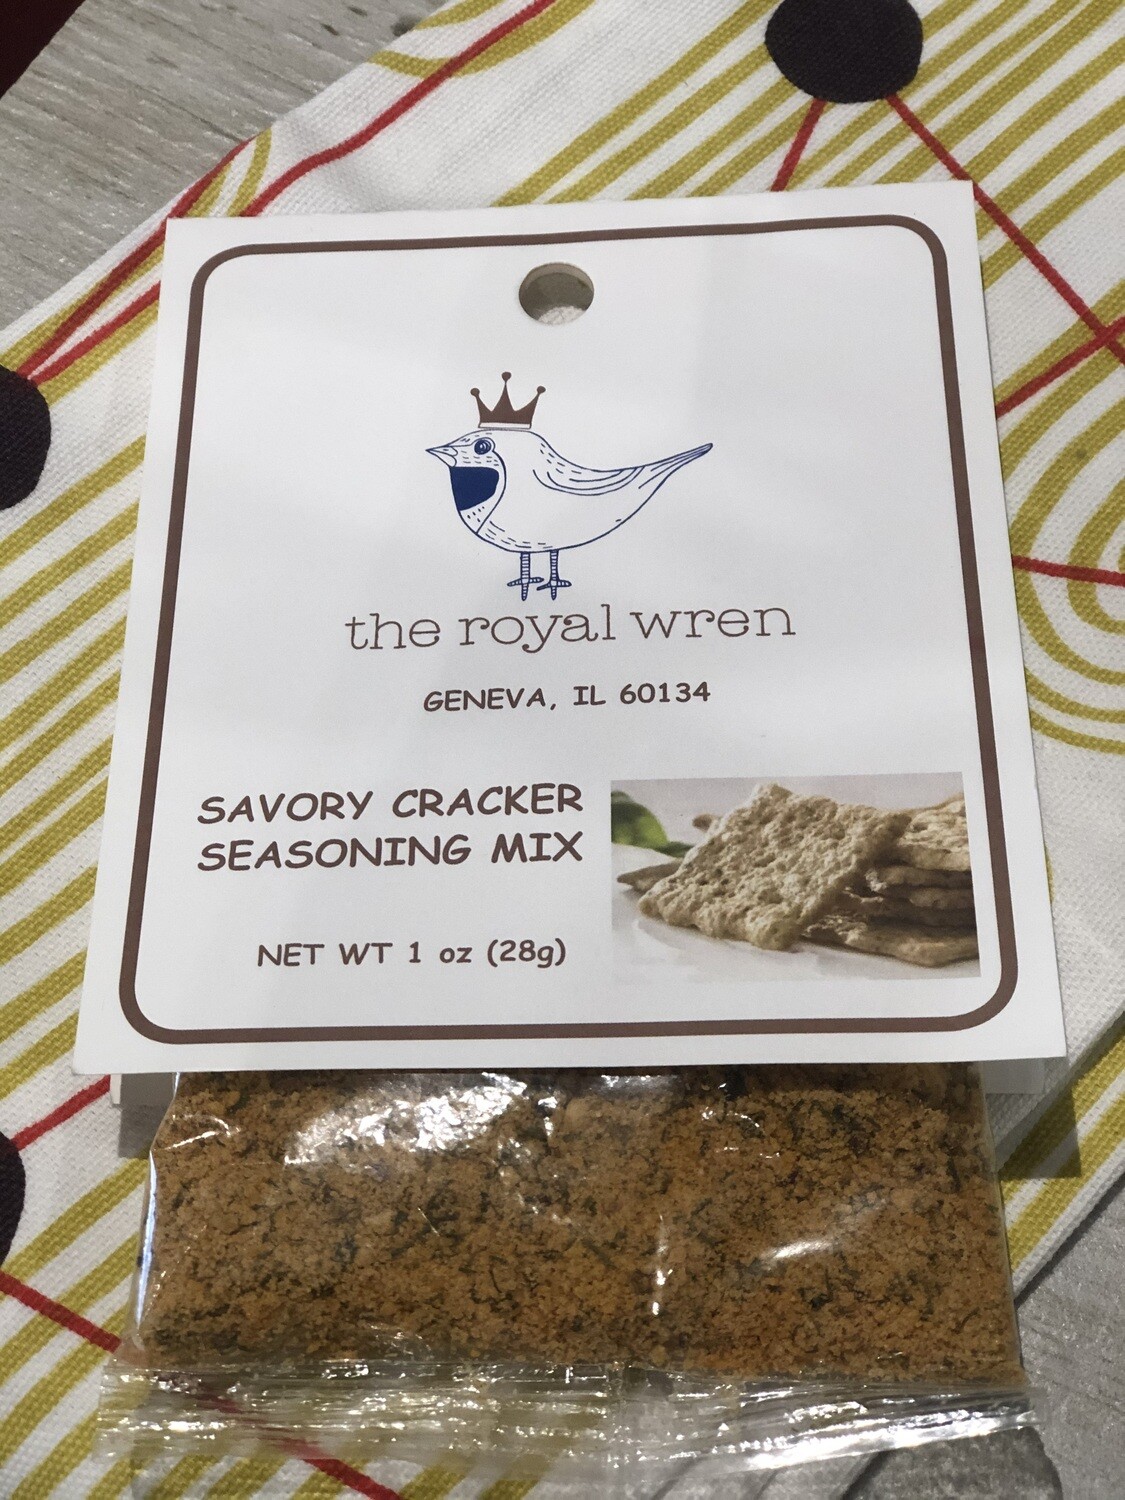 the royal wren
GENEVA, IL 60134
SAVORY CRACKER
SEASONING MIX
NET WT 1 oz (28g)